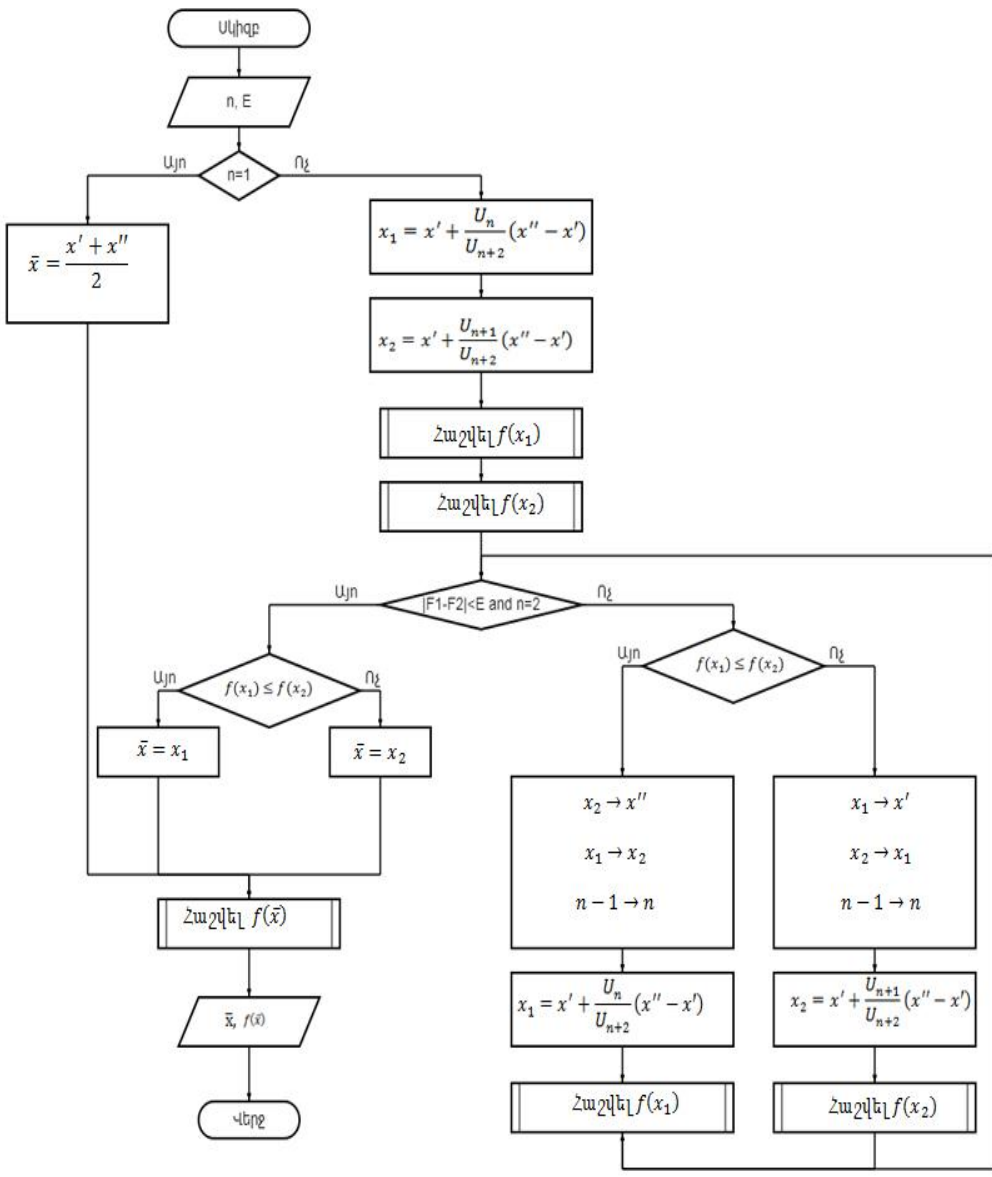 Սկիզբ
n, E
Այո
n=1
Ոչ
x̄ = (x′ + x″)/2
x₁ = x′ + Uₙ/Uₙ₊₂ (x″ − x′)
x₂ = x′ + Uₙ₊₁/Uₙ₊₂ (x″ − x′)
Հաշվել f(x₁)
Հաշվել f(x₂)
Այո
|F1-F2|<E and n=2
Ոչ
Այո
f(x₁) ≤ f(x₂)
Ոչ
x̄ = x₁
x̄ = x₂
Այո
f(x₁) ≤ f(x₂)
Ոչ
x₂ → x″
x₁ → x₂
n − 1 → n
x₁ → x′
x₂ → x₁
n − 1 → n
x₁ = x′ + Uₙ/Uₙ₊₂ (x″ − x′)
x₂ = x′ + Uₙ₊₁/Uₙ₊₂ (x″ − x′)
Հաշվել f(x₁)
Հաշվել f(x₂)
Հաշվել f(x̄)
x̄, f(x̄)
Վերջ